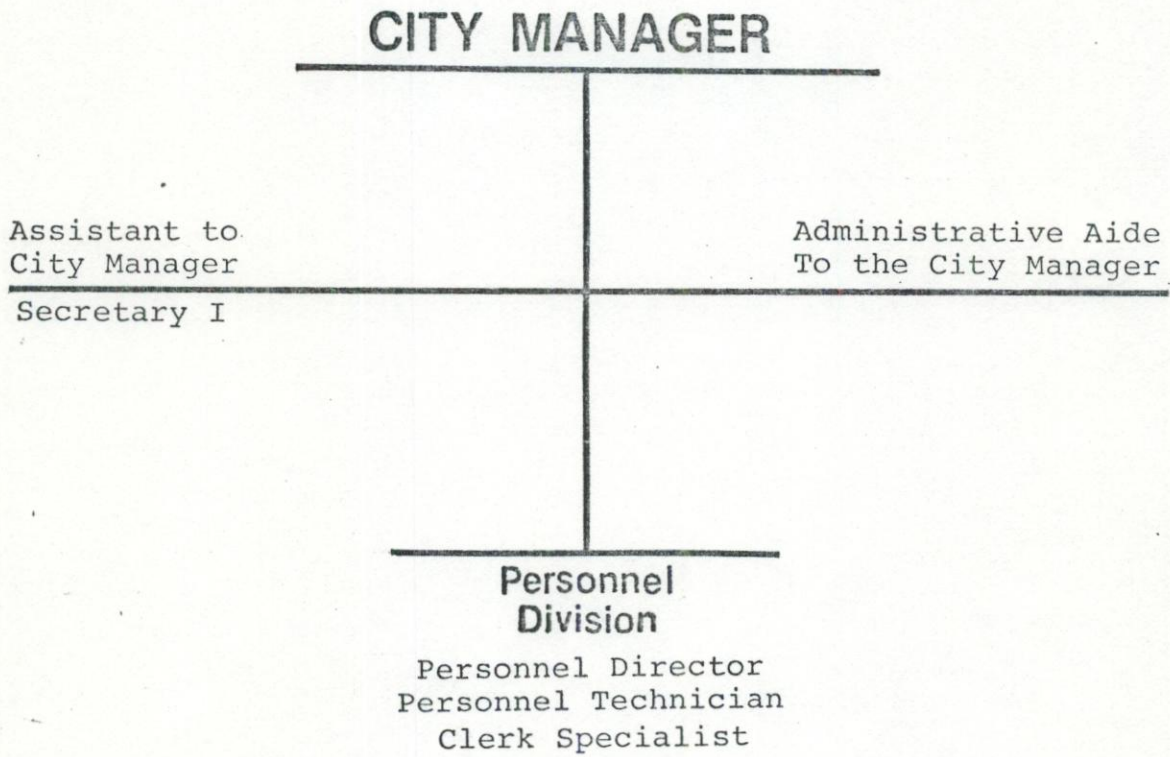 CITY MANAGER
Assistant to
City Manager
Secretary I
Administrative Aide
To the City Manager
Personnel
Division
Personnel Director
Personnel Technician
Clerk Specialist